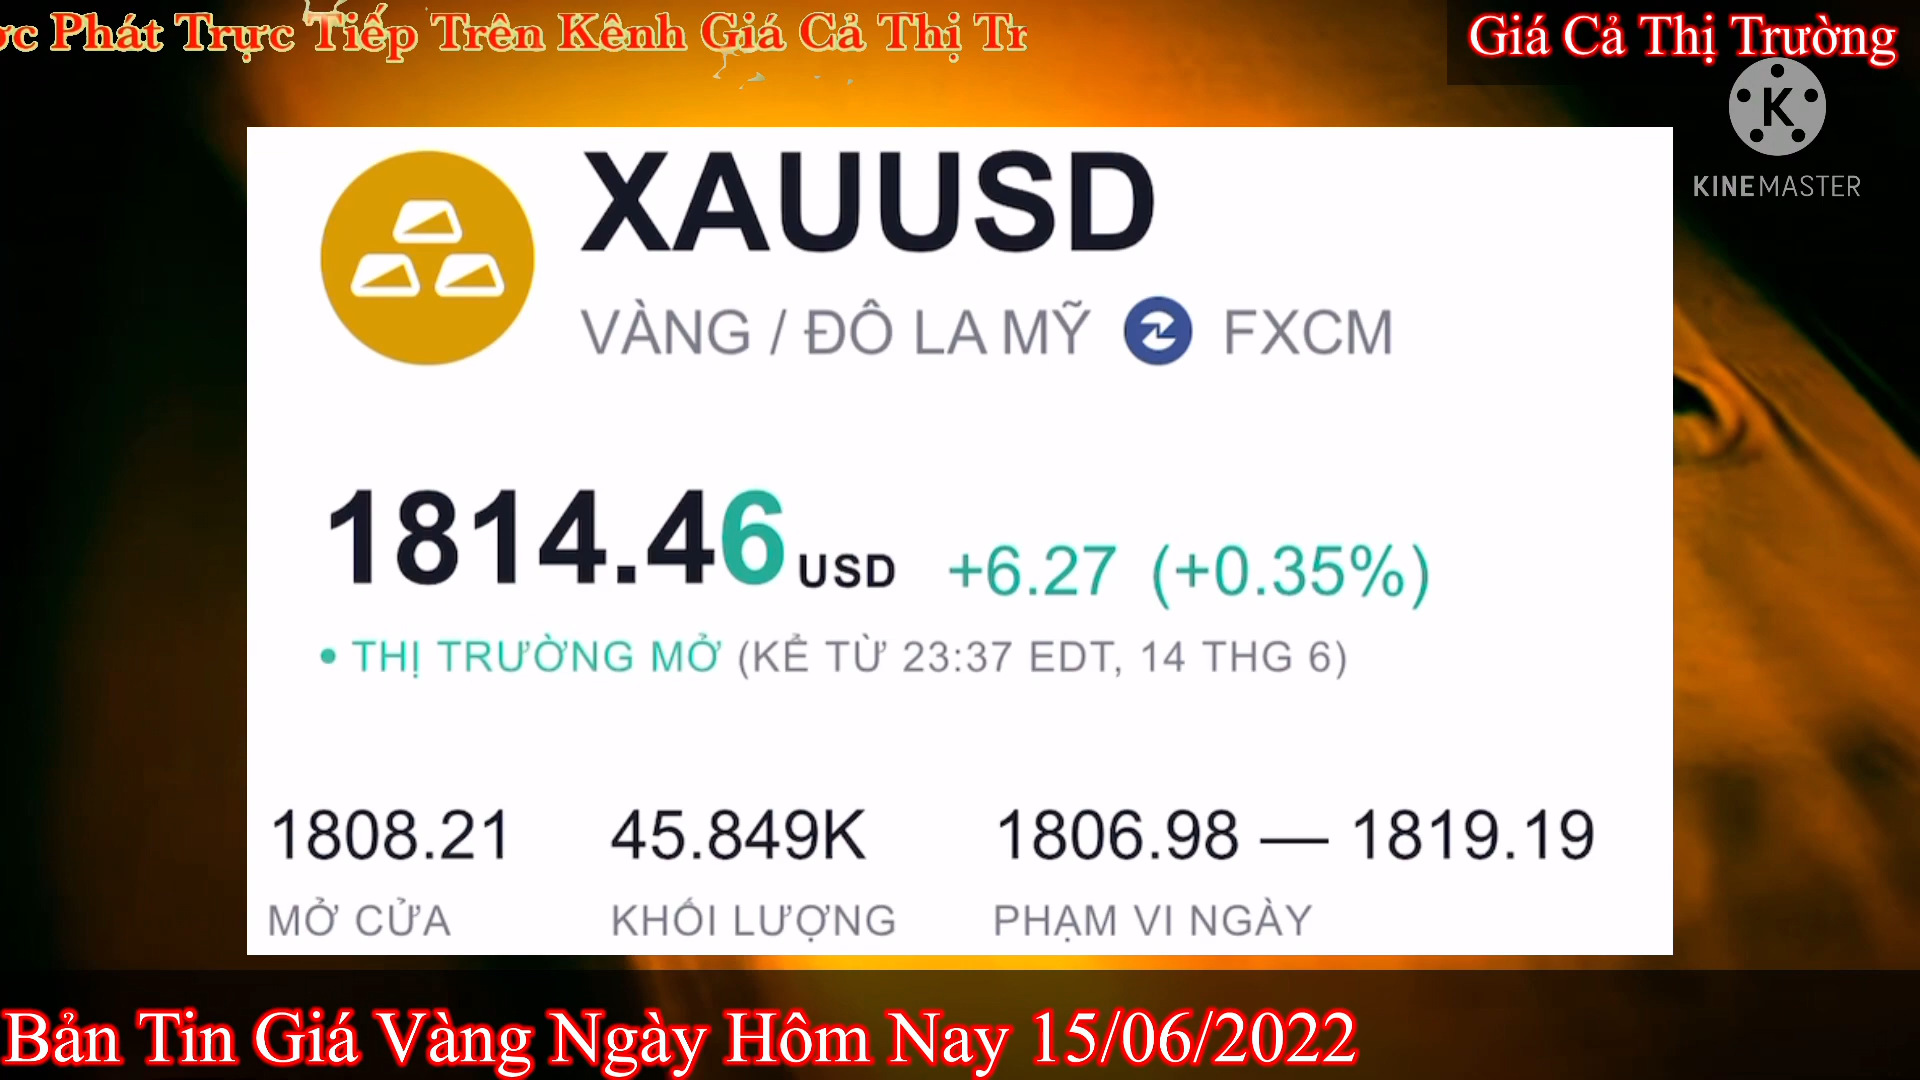 Phát Trực Tiếp Trên Kênh Giá Cả Thị
Giá Cả Thị Trường
K
KINEMASTER
XAUUSD
VÀNG / ĐÔ LA MỸ FXCM
1814.46 USD +6.27 (+0.35%)
• THỊ TRƯỜNG MỞ (KỂ TỪ 23:37 EDT, 14 THG 6)
1808.21 45.849K 1806.98 — 1819.19
MỞ CỬA KHỐI LƯỢNG PHẠM VI NGÀY
Bản Tin Giá Vàng Ngày Hôm Nay 15/06/2022